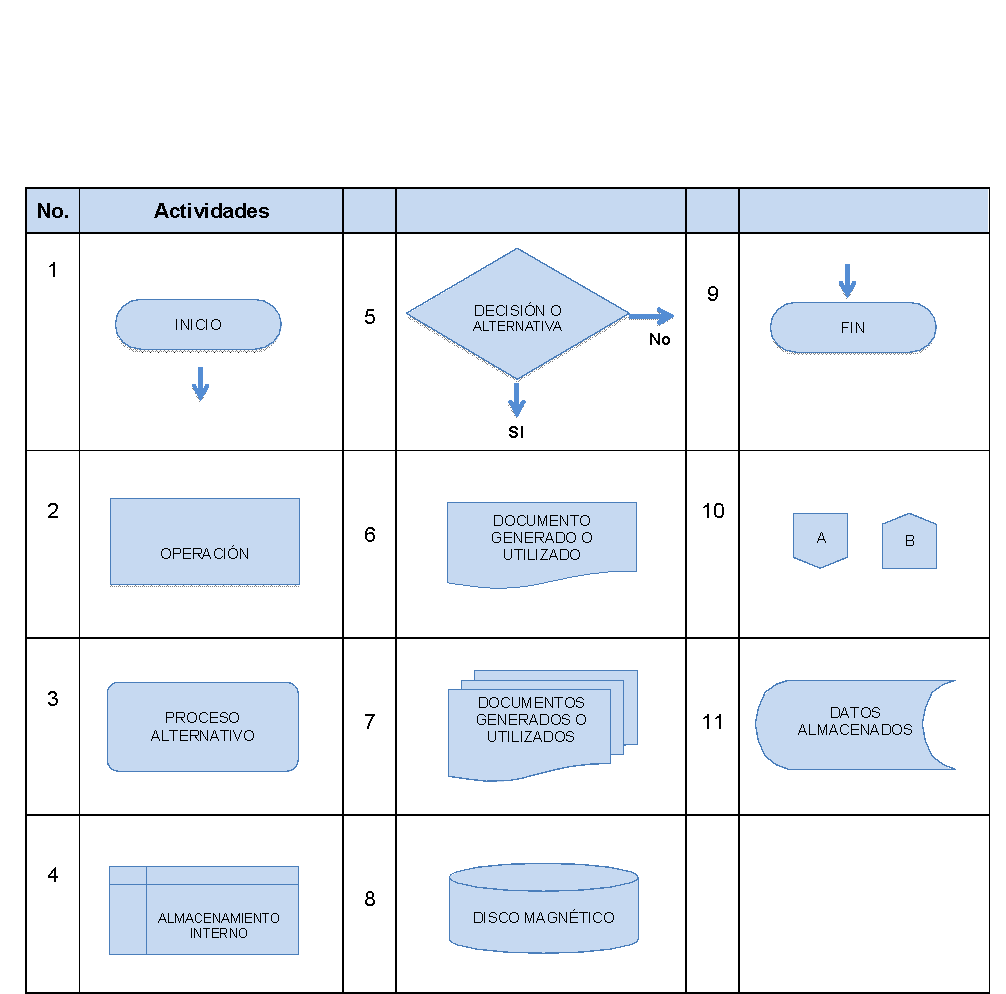 No.
Actividades
1
INICIO
5
DECISIÓN O
ALTERNATIVA
No
SI
9
FIN
2
OPERACIÓN
6
DOCUMENTO
GENERADO O
UTILIZADO
10
A
B
3
PROCESO
ALTERNATIVO
7
DOCUMENTOS
GENERADOS O
UTILIZADOS
11
DATOS
ALMACENADOS
4
ALMACENAMIENTO
INTERNO
8
DISCO MAGNÉTICO